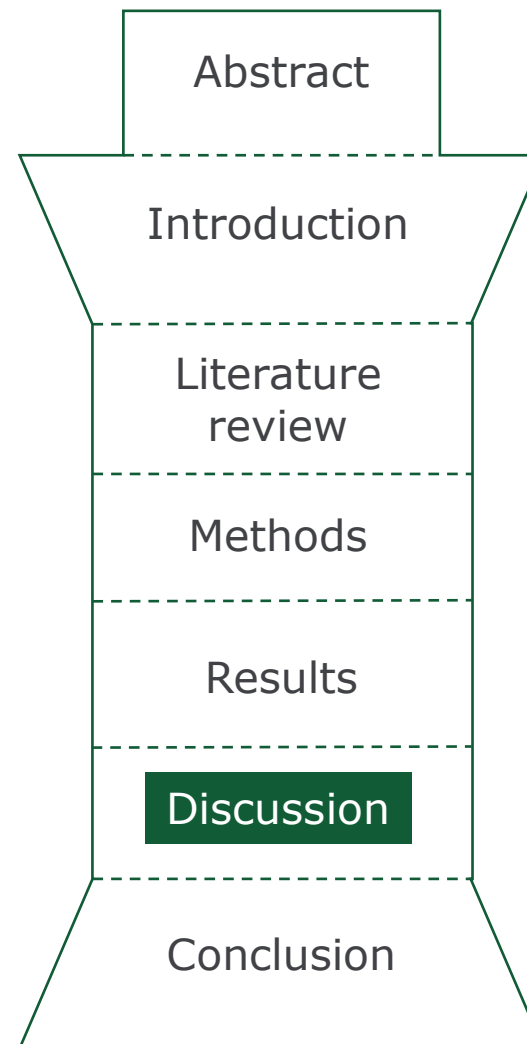 Abstract
Introduction
Literature
review
Methods
Results
Discussion
Conclusion